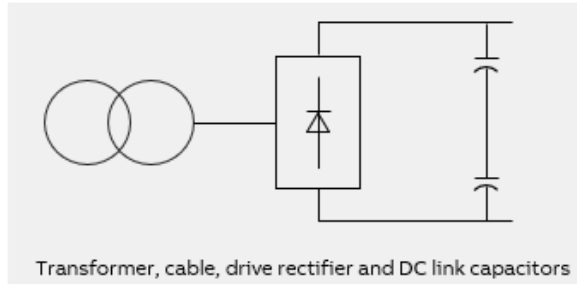 Transformer, cable, drive rectifier and DC link capacitors